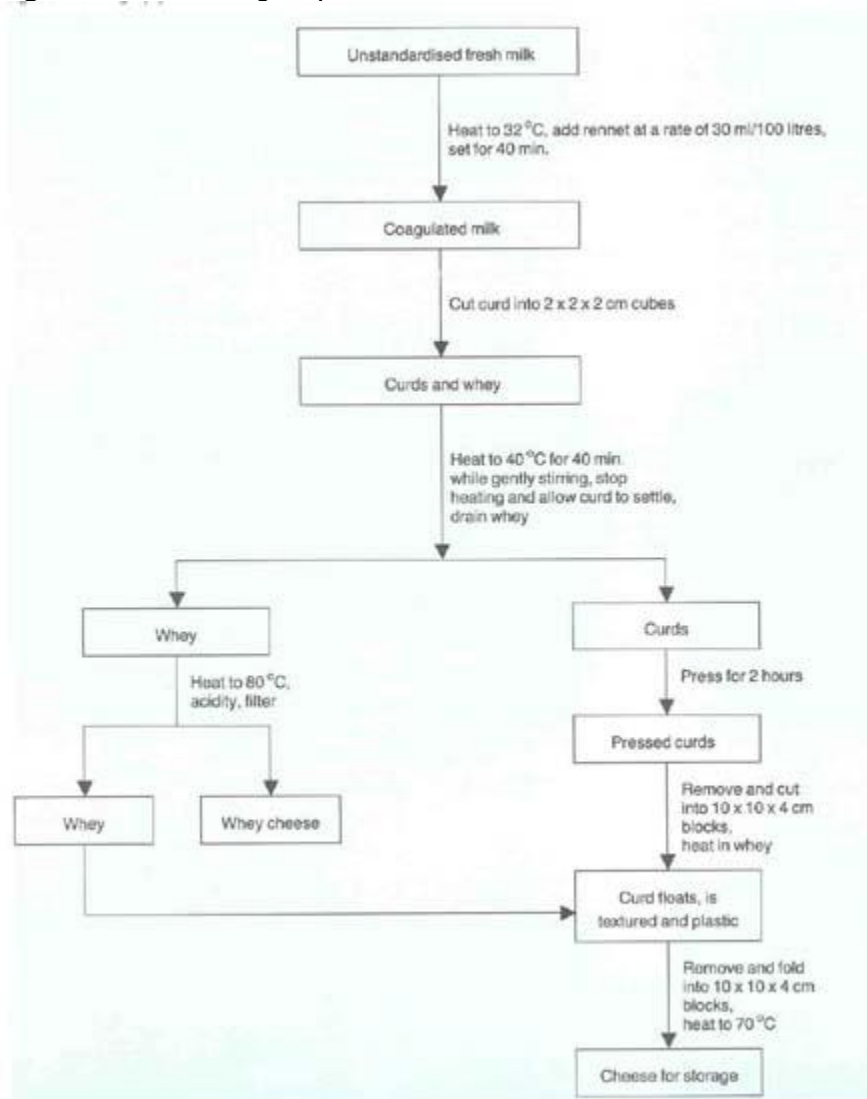 Unstandardised fresh milk
Heat to 32 °C, add rennet at a rate of 30 ml/100 litres,
set for 40 min.
Coagulated milk
Cut curd into 2 x 2 x 2 cm cubes
Curds and whey
Heat to 40 °C for 40 min
while gently stirring, stop
heating and allow curd to settle,
drain whey
Whey
Heat to 80 °C,
acidity, filter
Whey
Whey cheese
Curds
Press for 2 hours
Pressed curds
Remove and cut
into 10 x 10 x 4 cm
blocks,
heat in whey
Curd floats, is
textured and plastic
Remove and fold
into 10 x 10 x 4 cm
blocks,
heat to 70 °C
Cheese for storage